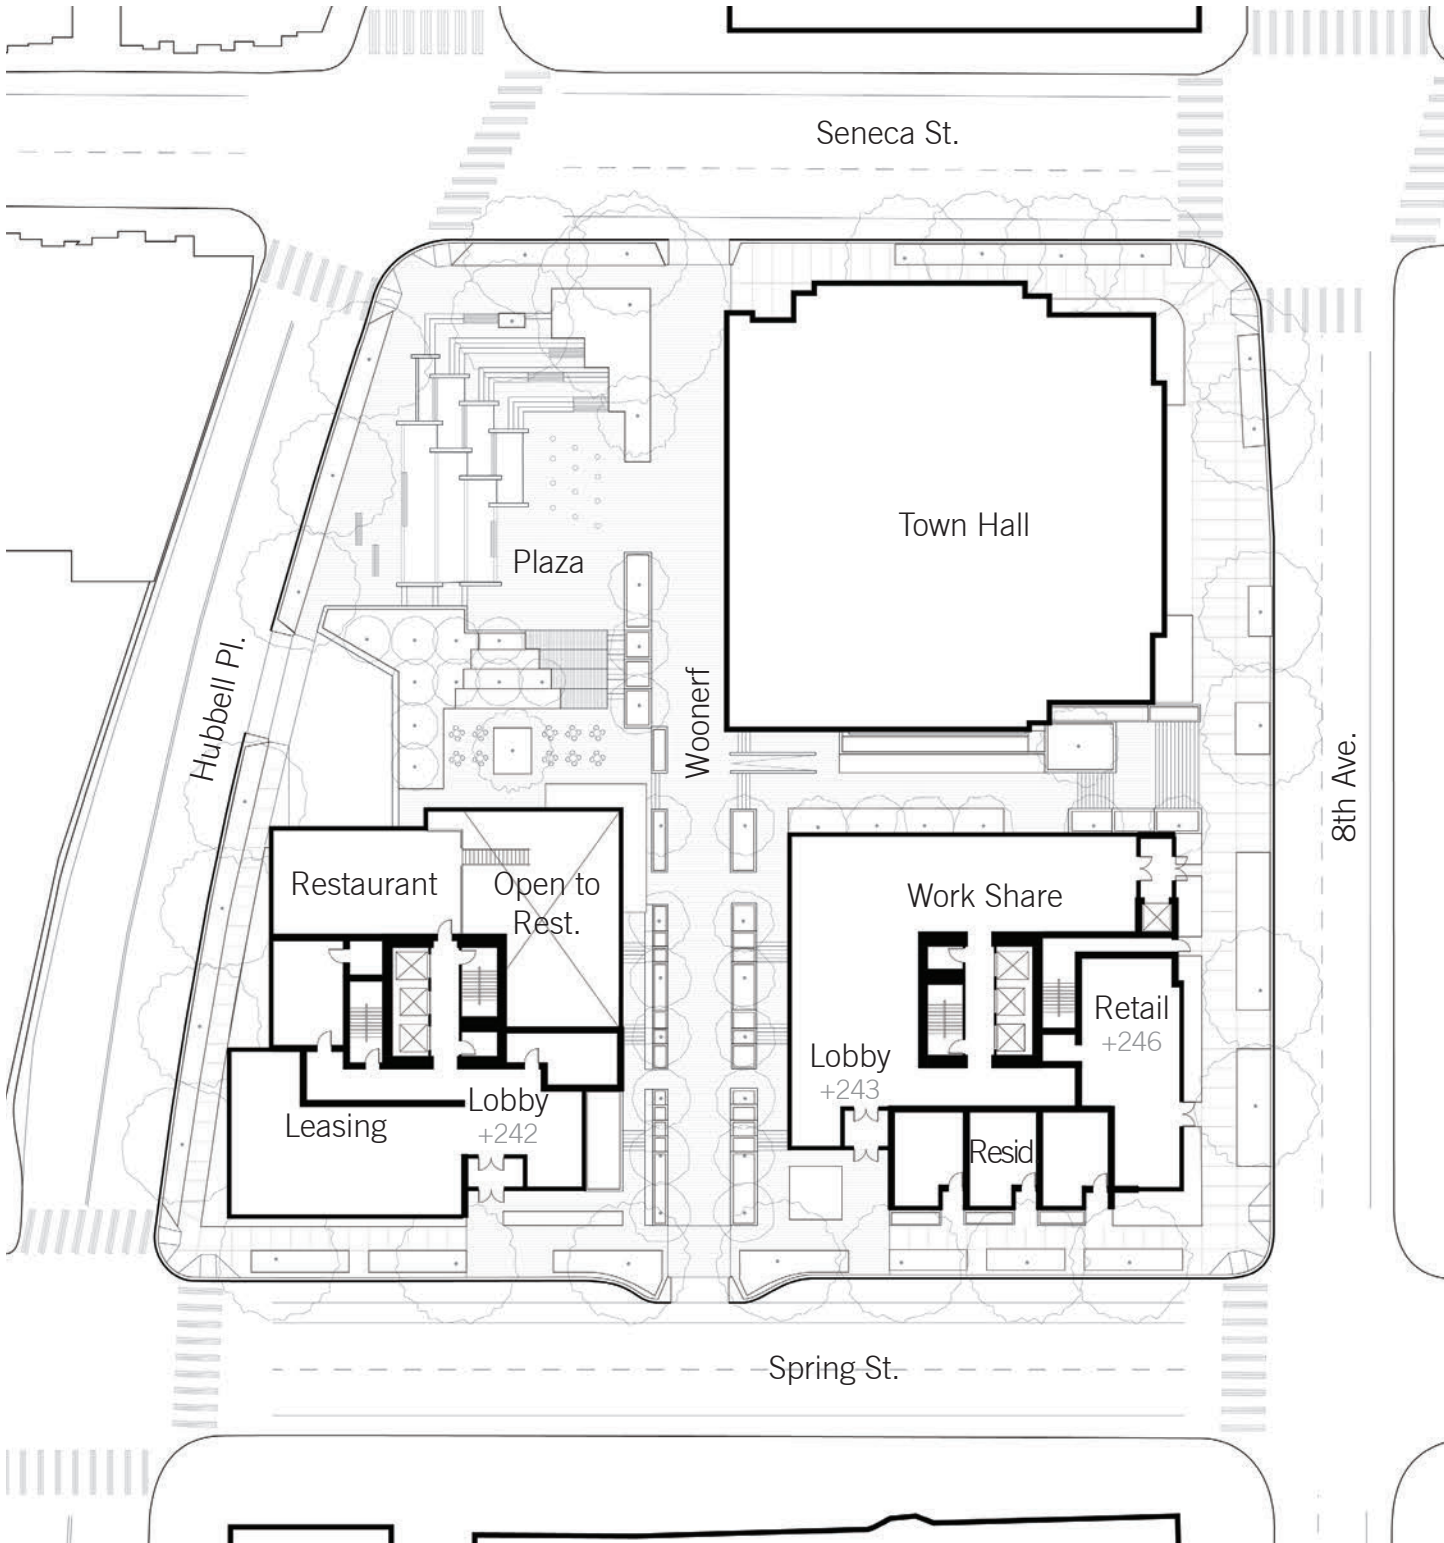 Seneca St.
Town Hall
Plaza
Hubbell Pl.
Woonerf
8th Ave.
Restaurant
Open to
Rest.
Work Share
Retail
+246
Lobby
+243
Leasing
Lobby
+242
Resid
Spring St.